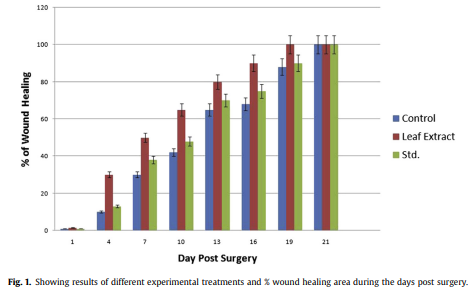 120
100
80
60
40
20
0
% of Wound Healing
1 4 7 10 13 16 19 21
Day Post Surgery
Control
Leaf Extract
Std.
Fig. 1. Showing results of different experimental treatments and % wound healing area during the days post surgery.